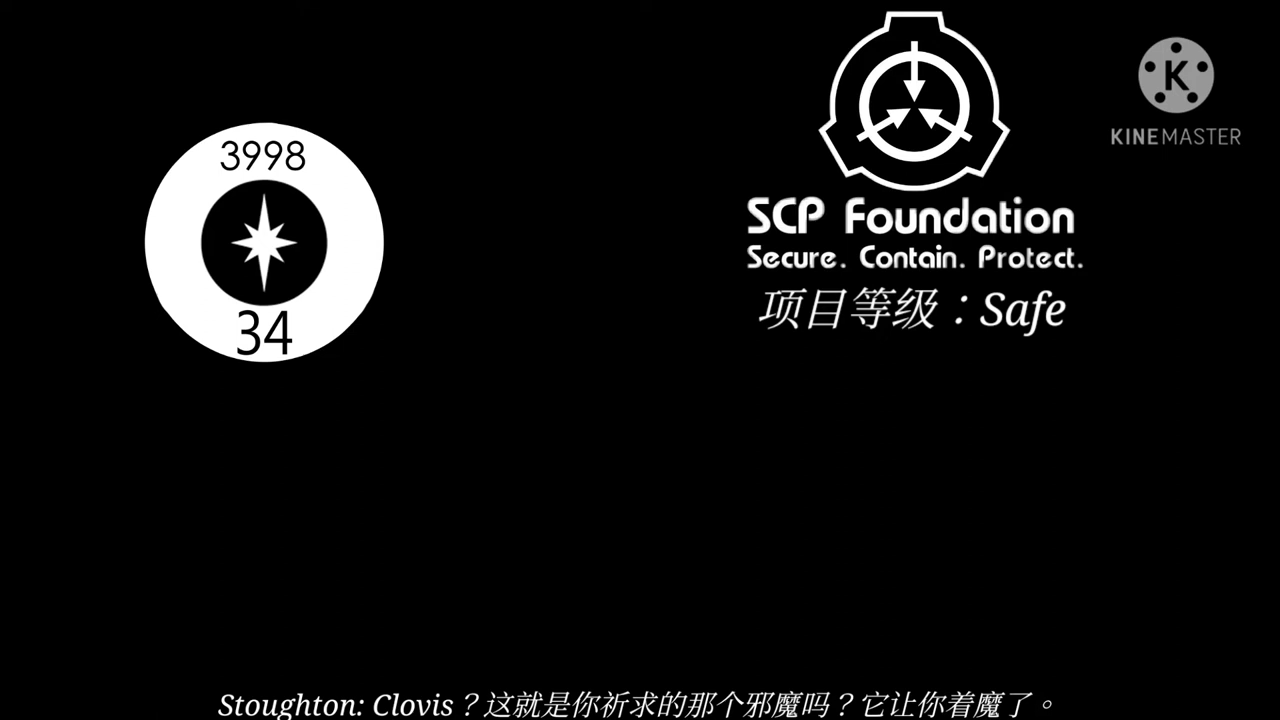 3998
34
SCP Foundation
Secure. Contain. Protect.
项目等级：Safe
K
KINEMASTER
Stoughton: Clovis？这就是你祈求的那个邪魔吗？它让你着魔了。